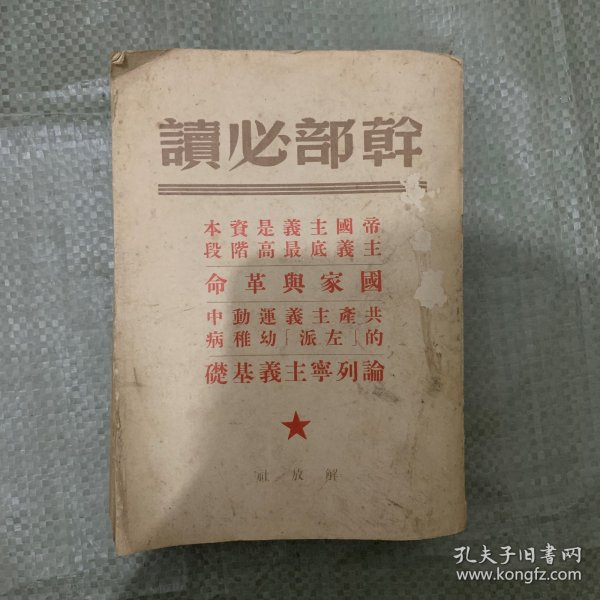 幹部必讀
帝國主義是資本
主義底最高階段
國家與革命
共產主義運動中
的「左派」幼稚病
論列寧主義基礎
解放社
孔夫子旧书网
www.kongfz.com